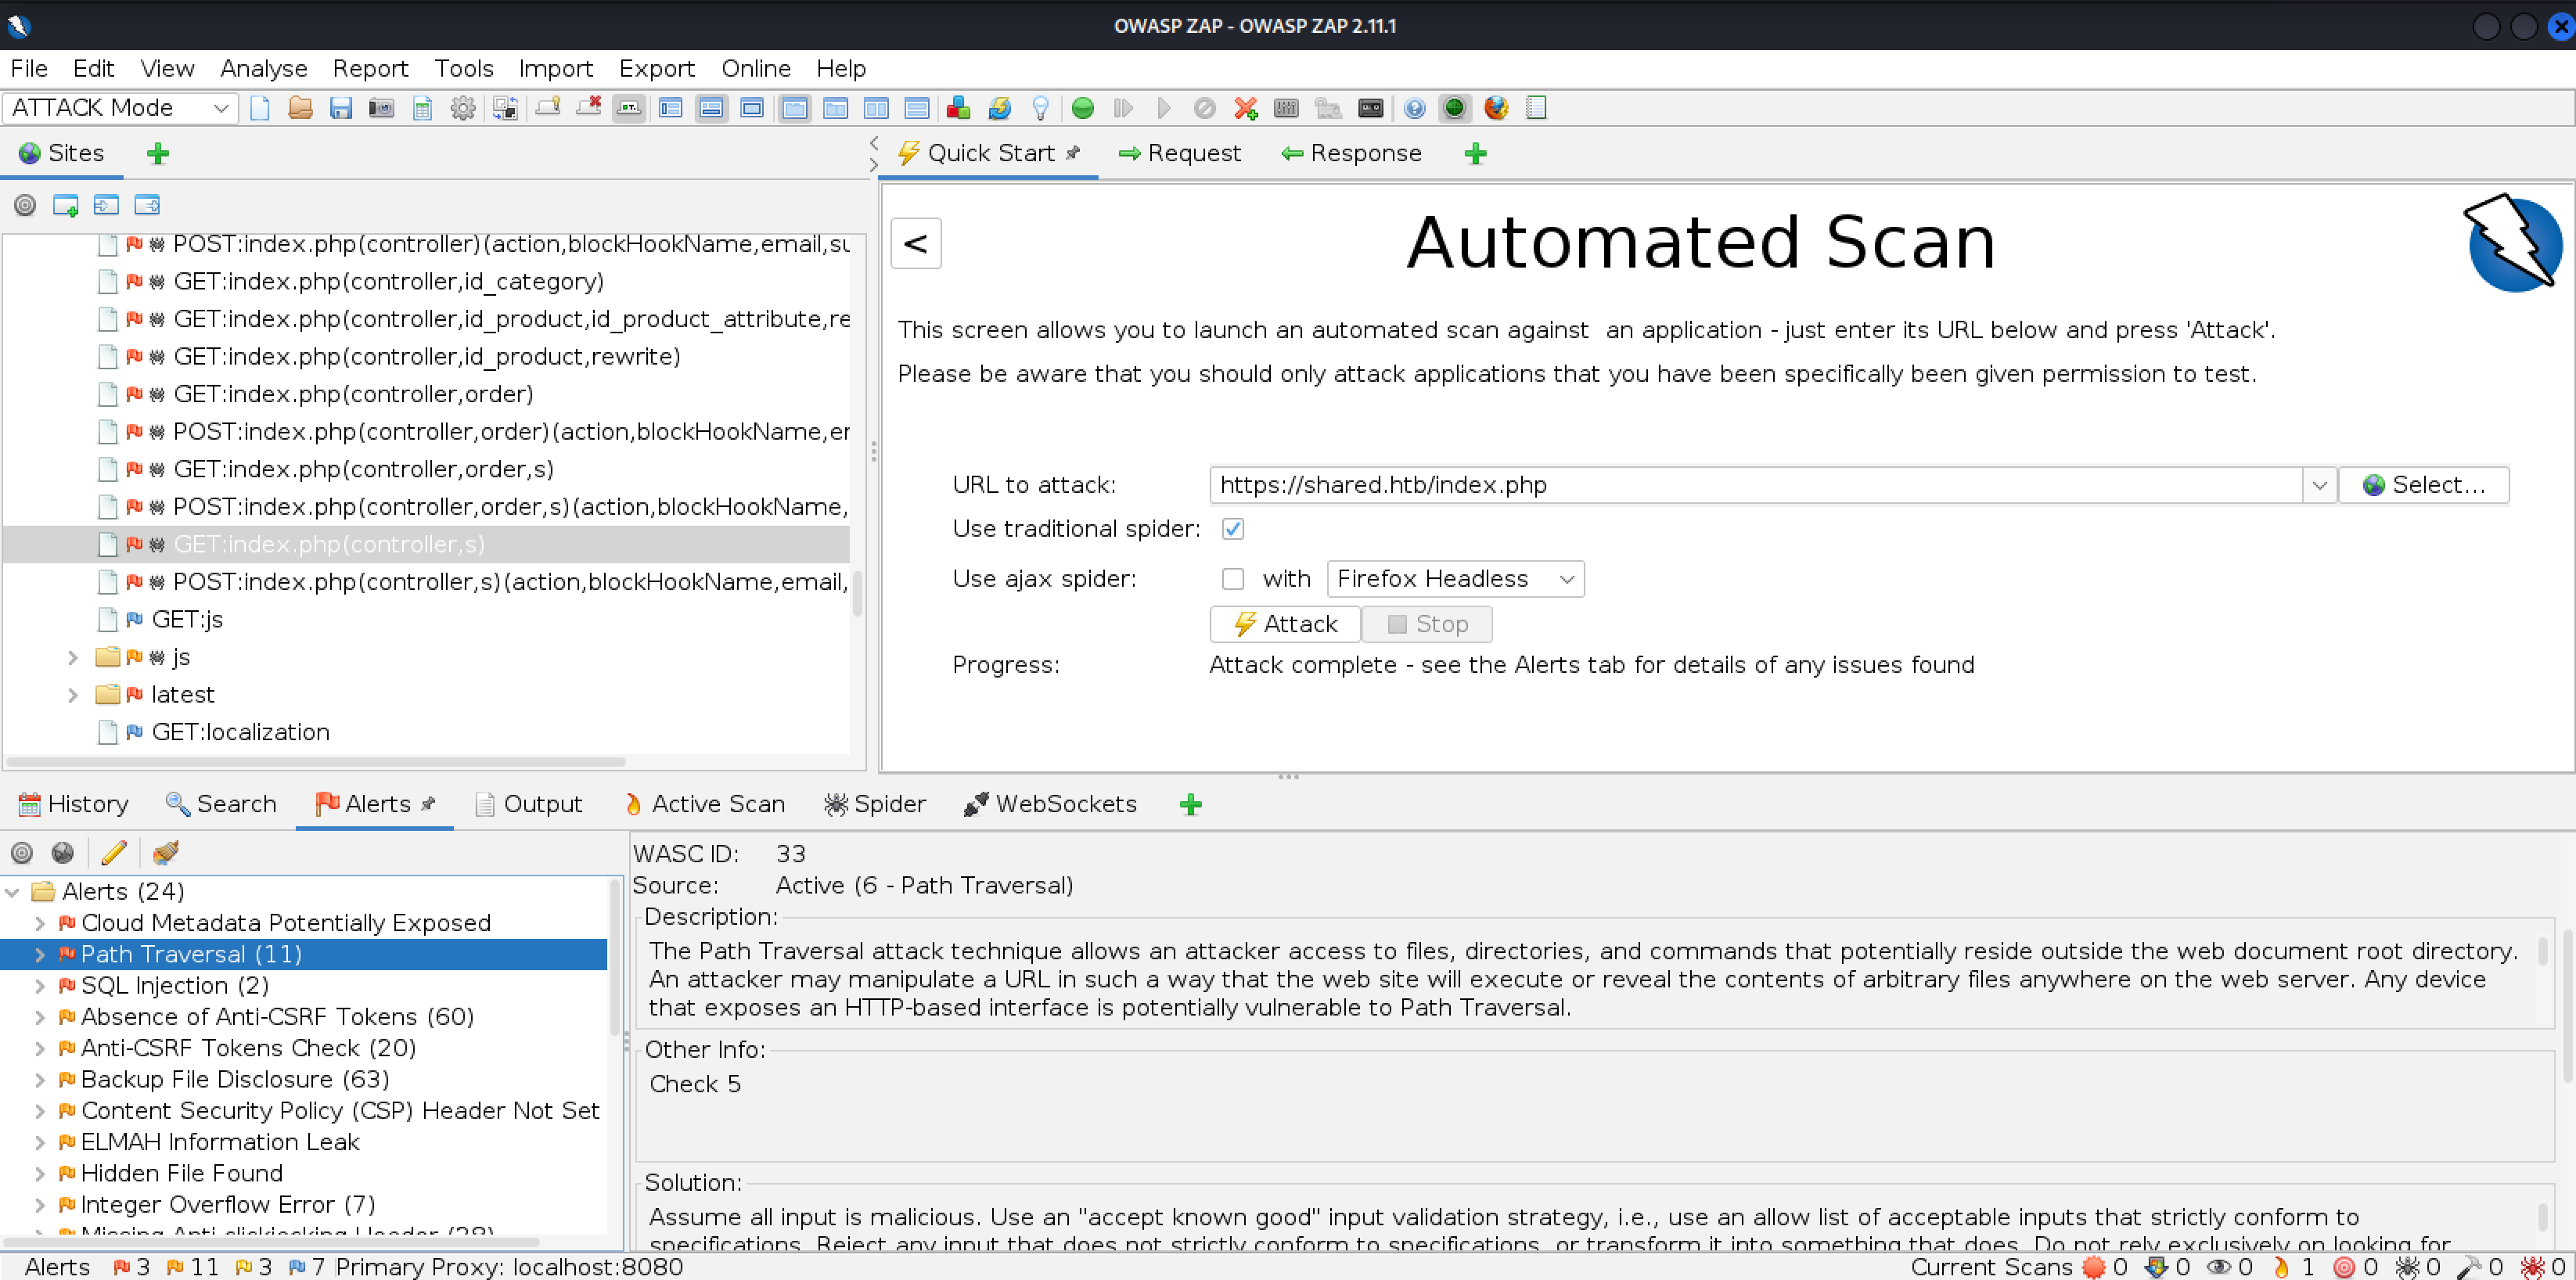 OWASP ZAP - OWASP ZAP 2.11.1
File Edit View Analyse Report Tools Import Export Online Help
ATTACK Mode
Sites
Quick Start Request Response
POST:index.php(controller)(action,blockHookName,email,su
GET:index.php(controller,id_category)
GET:index.php(controller,id_product,id_product_attribute,re
GET:index.php(controller,id_product,rewrite)
GET:index.php(controller,order)
POST:index.php(controller,order)(action,blockHookName,er
GET:index.php(controller,order,s)
POST:index.php(controller,order,s)(action,blockHookName,
GET:index.php(controller,s)
POST:index.php(controller,s)(action,blockHookName,email,
GET:js
js
latest
GET:localization
<
Automated Scan
This screen allows you to launch an automated scan against  an application - just enter its URL below and press 'Attack'.
Please be aware that you should only attack applications that you have been specifically been given permission to test.
URL to attack: https://shared.htb/index.php Select...
Use traditional spider:
Use ajax spider: with Firefox Headless
Attack Stop
Progress: Attack complete - see the Alerts tab for details of any issues found
History Search Alerts Output Active Scan Spider WebSockets
Alerts (24)
Cloud Metadata Potentially Exposed
Path Traversal (11)
SQL Injection (2)
Absence of Anti-CSRF Tokens (60)
Anti-CSRF Tokens Check (20)
Backup File Disclosure (63)
Content Security Policy (CSP) Header Not Set
ELMAH Information Leak
Hidden File Found
Integer Overflow Error (7)
Missing Anti-clickjacking Header (28)
WASC ID: 33
Source: Active (6 - Path Traversal)
Description:
The Path Traversal attack technique allows an attacker access to files, directories, and commands that potentially reside outside the web document root directory.
An attacker may manipulate a URL in such a way that the web site will execute or reveal the contents of arbitrary files anywhere on the web server. Any device
that exposes an HTTP-based interface is potentially vulnerable to Path Traversal.
Other Info:
Check 5
Solution:
Assume all input is malicious. Use an "accept known good" input validation strategy, i.e., use an allow list of acceptable inputs that strictly conform to
specifications. Reject any input that does not strictly conform to specifications, or transform it into something that does. Do not rely exclusively on looking for
Alerts 3 11 3 7 Primary Proxy: localhost:8080
Current Scans 0 0 0 1 0 0 0 0